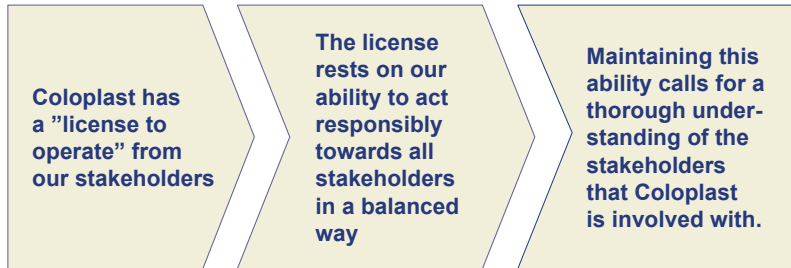 Coloplast has
a ”license to
operate” from
our stakeholders
The license
rests on our
ability to act
responsibly
towards all
stakeholders
in a balanced
way
Maintaining this
ability calls for a
thorough under-
standing of the
stakeholders
that Coloplast
is involved with.